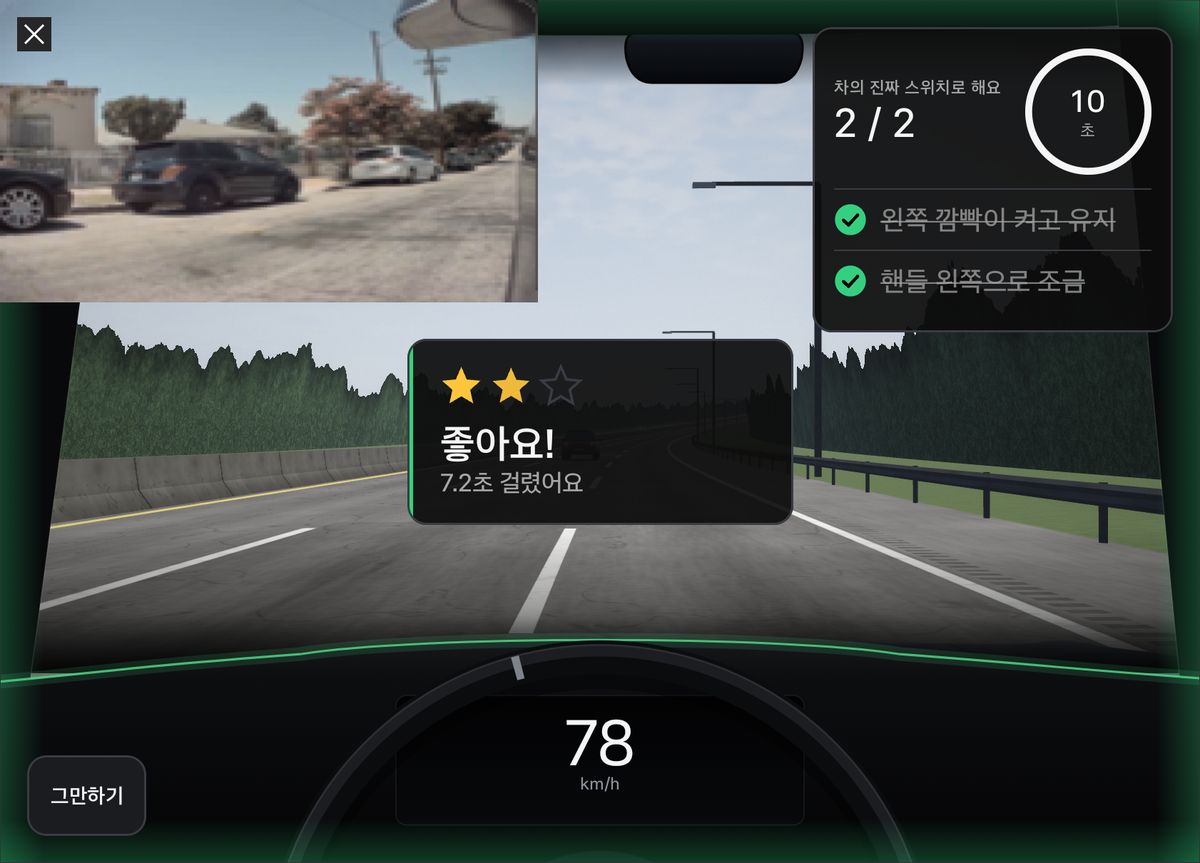 차의 진짜 스위치로 해요
2 / 2
10
초
왼쪽 깜빡이 켜고 유지
핸들 왼쪽으로 조금
좋아요!
7.2초 걸렸어요
78
km/h
그만하기